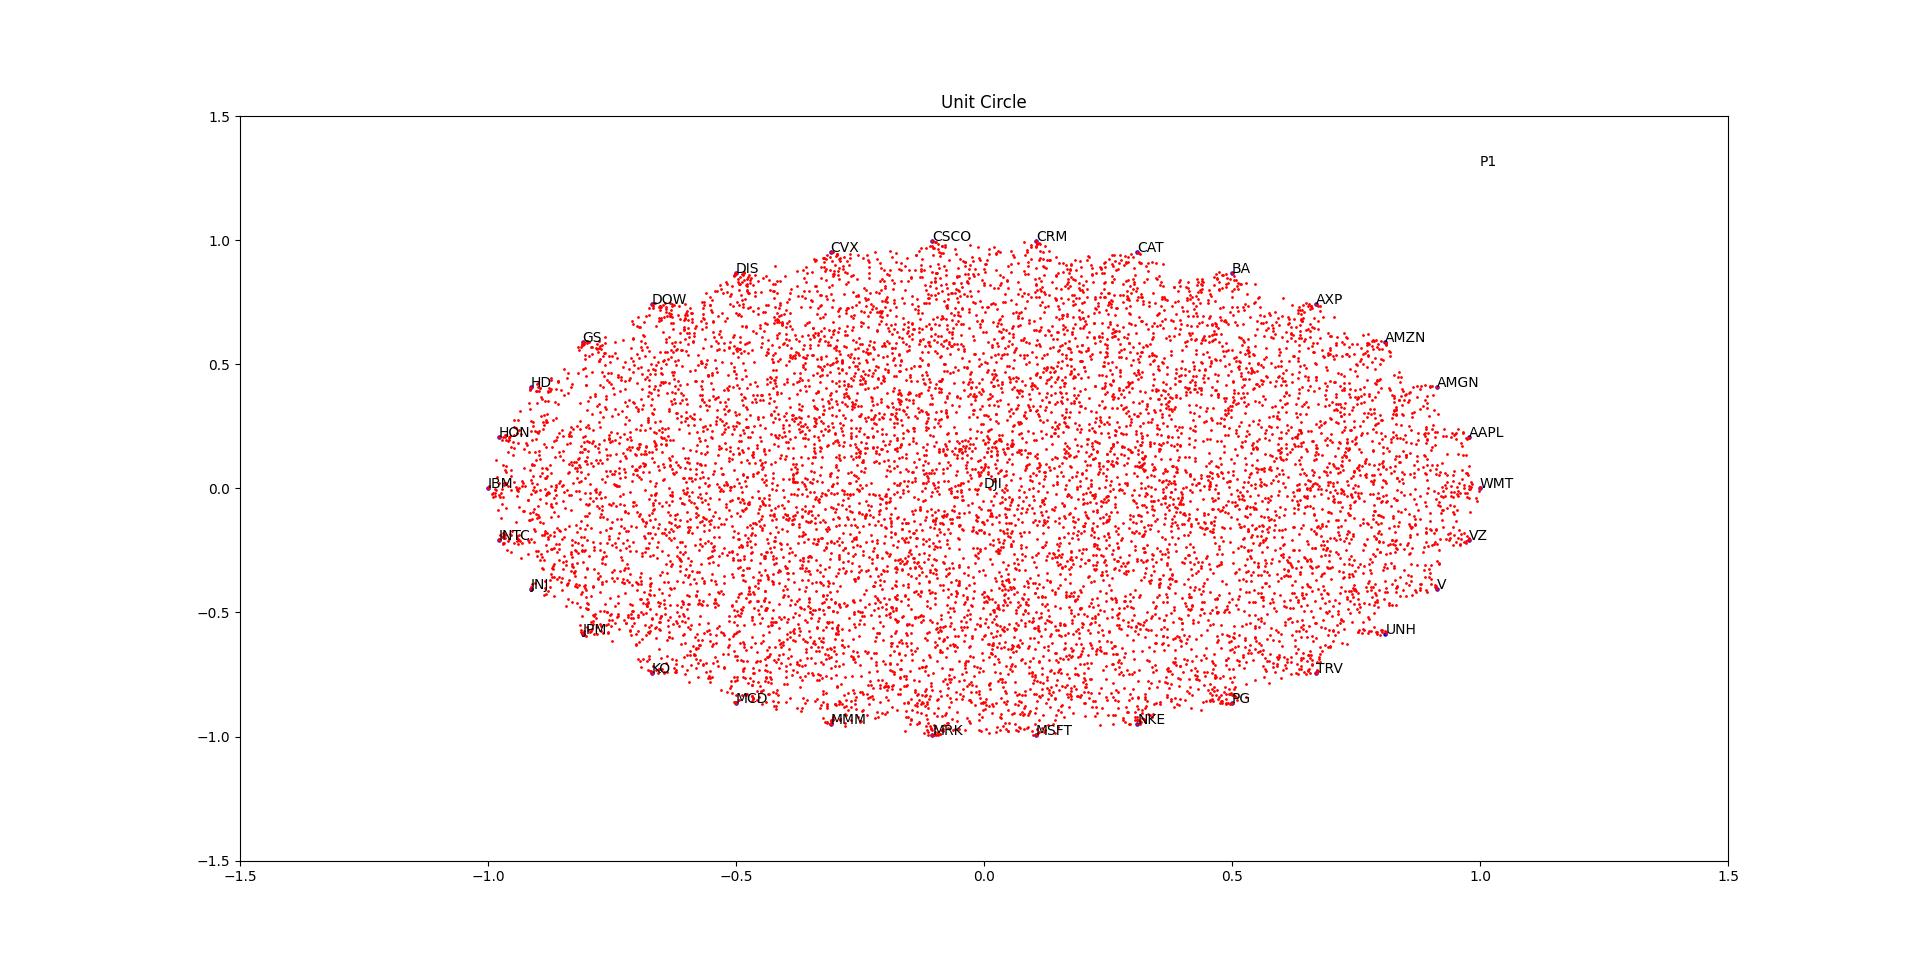 Unit Circle
1.5
P1
CSCO
CRM
1.0
CVX
CAT
DIS
BA
DOW
AXP
GS
AMZN
0.5
HD
AMGN
HON
AAPL
0.0
IBM
DJI
WMT
INTC
VZ
JNJ
V
−0.5
JPM
UNH
KO
TRV
MCD
PG
MMM
NKE
−1.0
MRK
MSFT
−1.5
−1.5 −1.0 −0.5 0.0 0.5 1.0 1.5